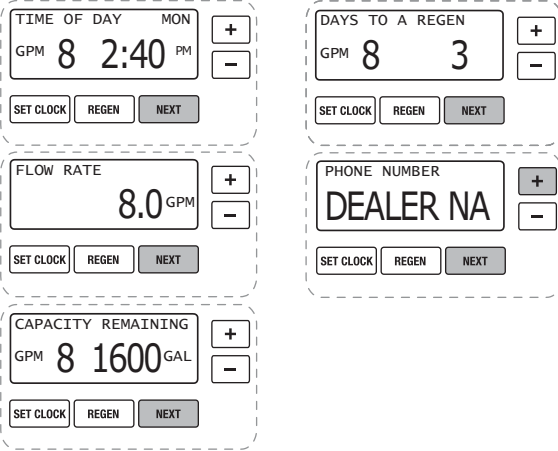 TIME OF DAY MON
GPM 8 2:40 PM
+
−
SET CLOCK REGEN NEXT
FLOW RATE
8.0 GPM
+
−
SET CLOCK REGEN NEXT
CAPACITY REMAINING
GPM 8 1600 GAL
+
−
SET CLOCK REGEN NEXT
DAYS TO A REGEN
GPM 8 3
+
−
SET CLOCK REGEN NEXT
PHONE NUMBER
DEALER NA
+
−
SET CLOCK REGEN NEXT